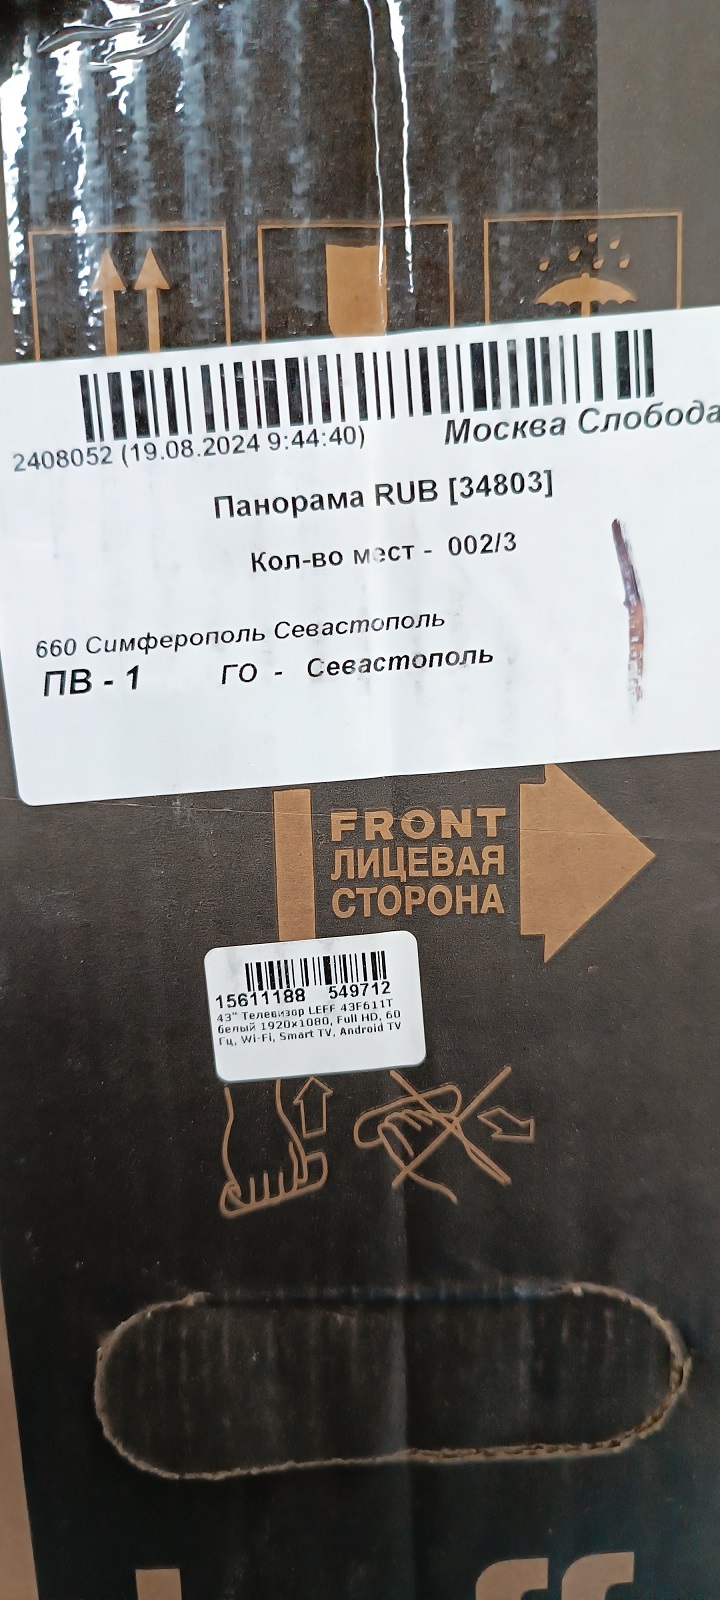 2408052 (19.08.2024 9:44:40) Москва Слобода
Панорама RUB [34803]
Кол-во мест - 002/3
660 Симферополь Севастополь
ПВ - 1 ГО - Севастополь
FRONT
ЛИЦЕВАЯ
СТОРОНА
15611188 549712
43" Телевизор LEFF 43F611T
белый 1920x1080, Full HD, 60
Гц, Wi-Fi, Smart TV, Android TV